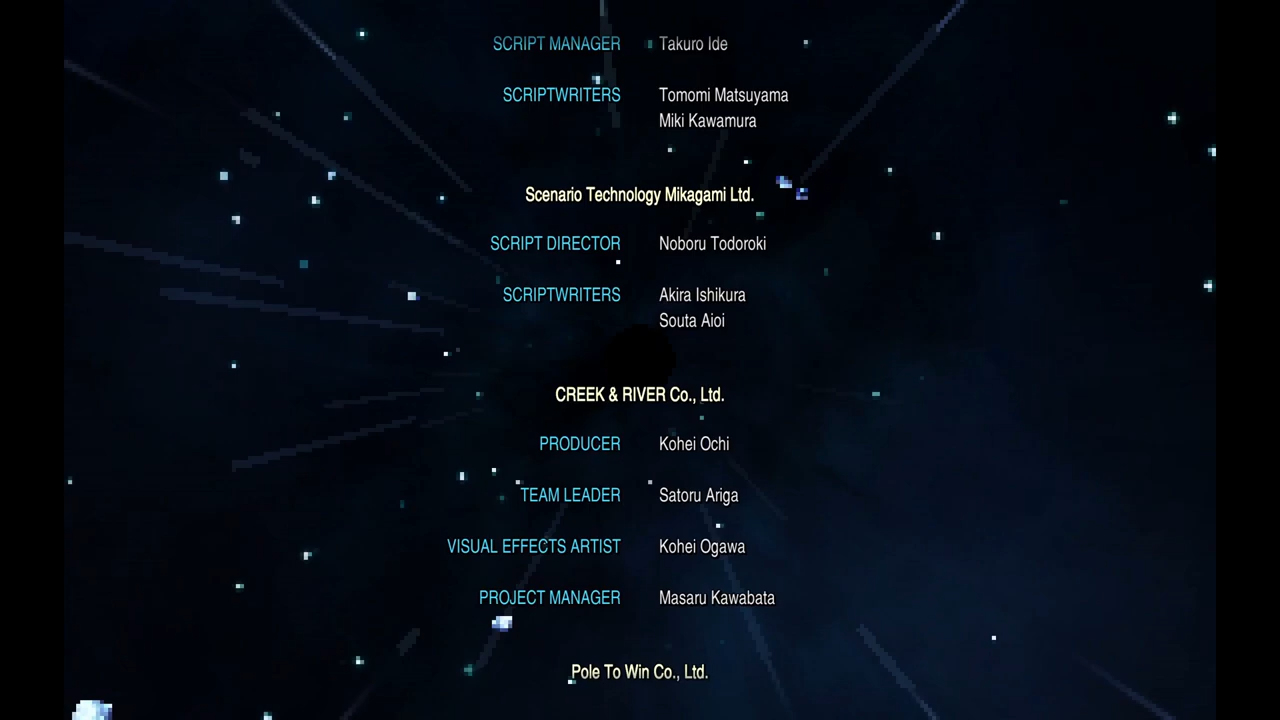 SCRIPT MANAGER Takuro Ide
SCRIPTWRITERS Tomomi Matsuyama
Miki Kawamura
Scenario Technology Mikagami Ltd.
SCRIPT DIRECTOR Noboru Todoroki
SCRIPTWRITERS Akira Ishikura
Souta Aioi
CREEK & RIVER Co., Ltd.
PRODUCER Kohei Ochi
TEAM LEADER Satoru Ariga
VISUAL EFFECTS ARTIST Kohei Ogawa
PROJECT MANAGER Masaru Kawabata
Pole To Win Co., Ltd.